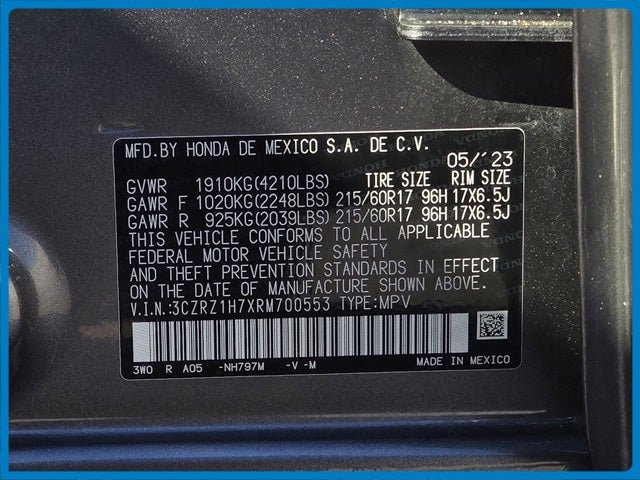 MFD.BY HONDA DE MEXICO S.A. DE C.V.
05/'23
GVWR 1910KG(4210LBS) TIRE SIZE RIM SIZE
GAWR F 1020KG(2248LBS) 215/60R17 96H 17X6.5J
GAWR R 925KG(2039LBS) 215/60R17 96H 17X6.5J
THIS VEHICLE CONFORMS TO ALL APPLICABLE
FEDERAL MOTOR VEHICLE SAFETY
AND THEFT PREVENTION STANDARDS IN EFFECT
ON THE DATE OF MANUFACTURE SHOWN ABOVE.
V.I.N.:3CZRZ1H7XRM700553 TYPE:MPV
3W0 R A05 -NH797M -V -M MADE IN MEXICO